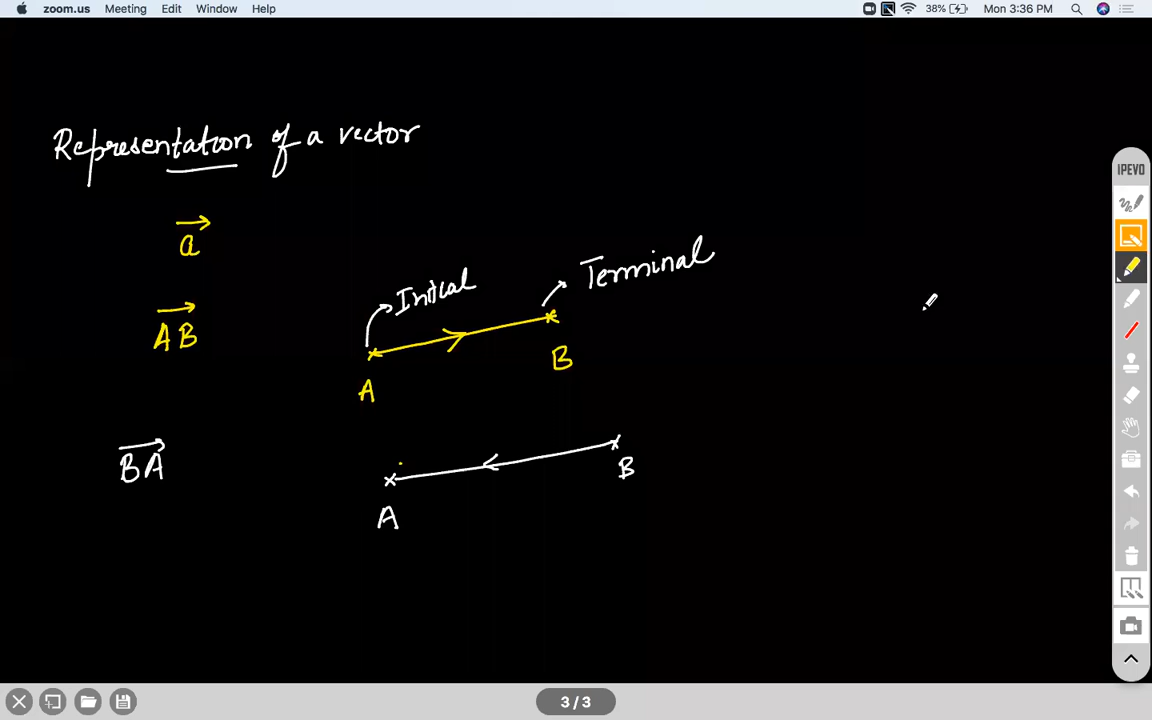 zoom.us Meeting Edit Window Help 38% Mon 3:36 PM
IPEVO
Representation of a vector
a
Terminal
Initial
AB
B
A
BA
B
A
3 / 3